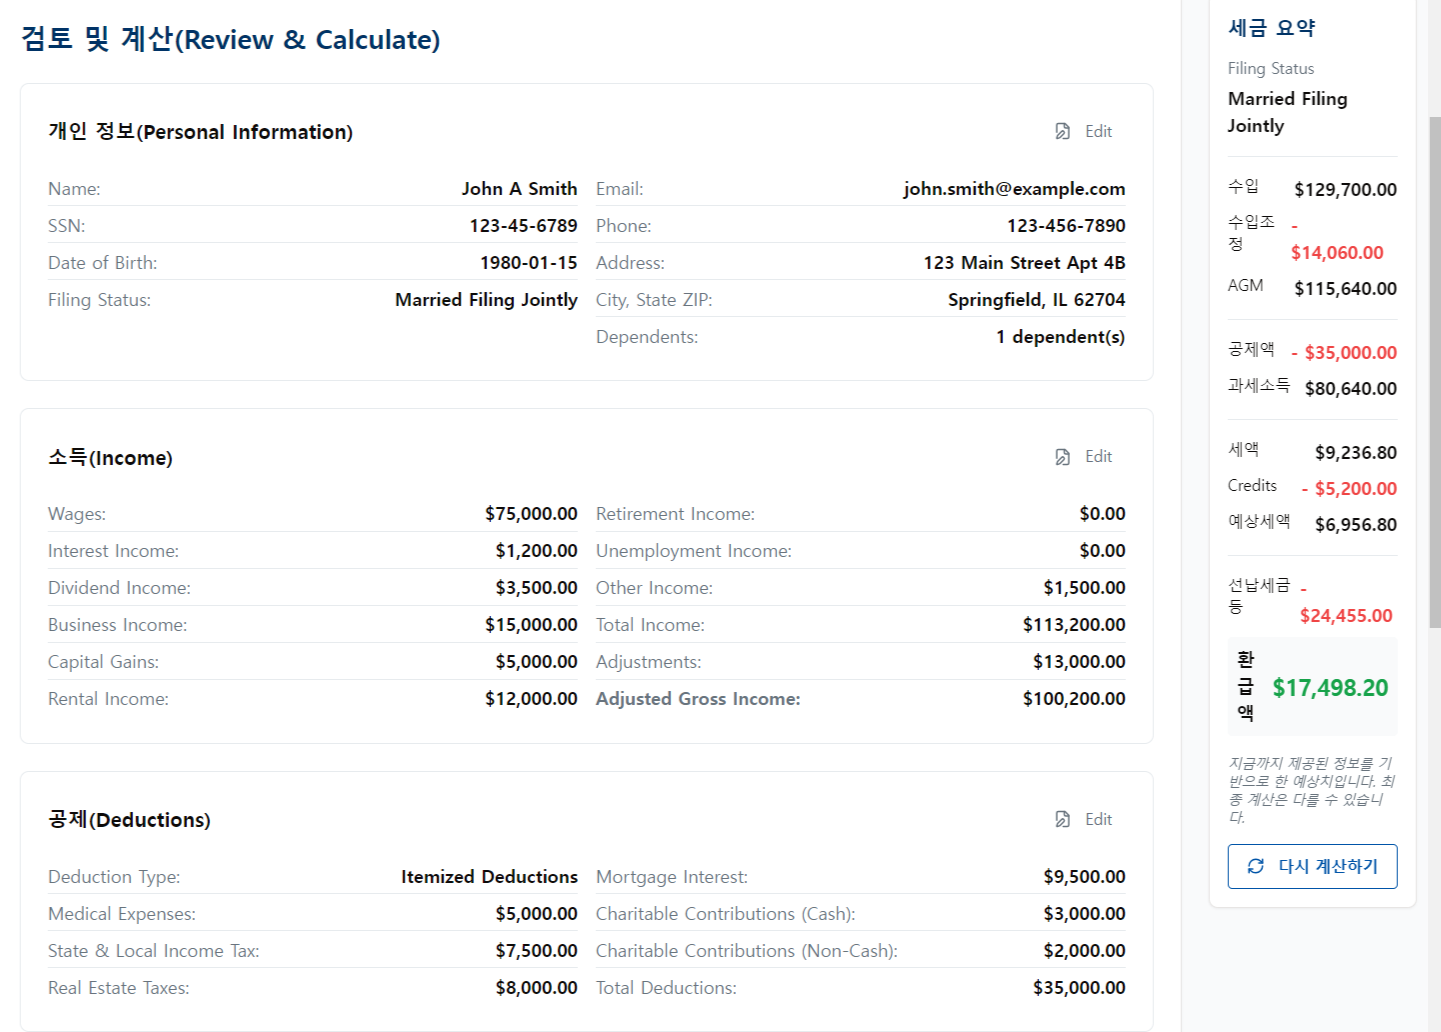 검토 및 계산(Review & Calculate)
개인 정보(Personal Information)
Edit
Name: John A Smith
SSN: 123-45-6789
Date of Birth: 1980-01-15
Filing Status: Married Filing Jointly
Email: john.smith@example.com
Phone: 123-456-7890
Address: 123 Main Street Apt 4B
City, State ZIP: Springfield, IL 62704
Dependents: 1 dependent(s)
소득(Income)
Edit
Wages: $75,000.00
Interest Income: $1,200.00
Dividend Income: $3,500.00
Business Income: $15,000.00
Capital Gains: $5,000.00
Rental Income: $12,000.00
Retirement Income: $0.00
Unemployment Income: $0.00
Other Income: $1,500.00
Total Income: $113,200.00
Adjustments: $13,000.00
Adjusted Gross Income: $100,200.00
공제(Deductions)
Edit
Deduction Type: Itemized Deductions
Medical Expenses: $5,000.00
State & Local Income Tax: $7,500.00
Real Estate Taxes: $8,000.00
Mortgage Interest: $9,500.00
Charitable Contributions (Cash): $3,000.00
Charitable Contributions (Non-Cash): $2,000.00
Total Deductions: $35,000.00
세금 요약
Filing Status
Married Filing
Jointly
수입 $129,700.00
수입조 -
정 $14,060.00
AGM $115,640.00
공제액 - $35,000.00
과세소득 $80,640.00
세액 $9,236.80
Credits - $5,200.00
예상세액 $6,956.80
선납세금 -
등 $24,455.00
환
급 $17,498.20
액
지금까지 제공된 정보를 기
반으로 한 예상치입니다. 최
종 계산은 다를 수 있습니
다.
다시 계산하기